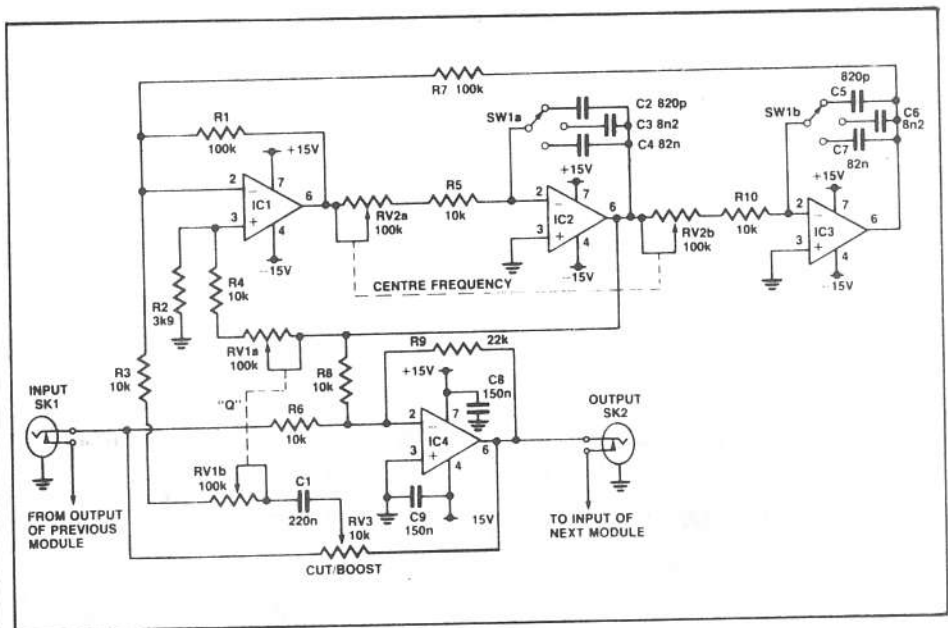 R7 100k
820p
C5
R1
100k
C2 820p
SW1a
C3 8n2
C4 82n
SW1b
C6
8n2
C7
82n
+15V
2
7
6
IC1
3
4
-15V
RV2a
100k
R5
10k
+15V
2
7
6
IC2
3
4
-15V
RV2b
100k
R10
10k
+15V
2
7
6
IC3
3
4
-15V
CENTRE FREQUENCY
R4
10k
R2
3k9
RV1a
100k
R9
22k
R8
10k
+15V
C8
150n
R3
10k
"Q"
INPUT
SK1
R6
10k
2
7
6
IC4
3
4
OUTPUT
SK2
RV1b
100k
C1
220n
C9
150n
15V
RV3
10k
FROM OUTPUT
OF PREVIOUS
MODULE
TO INPUT OF
NEXT MODULE
CUT/BOOST
+
-
+
-
+
-
+
-